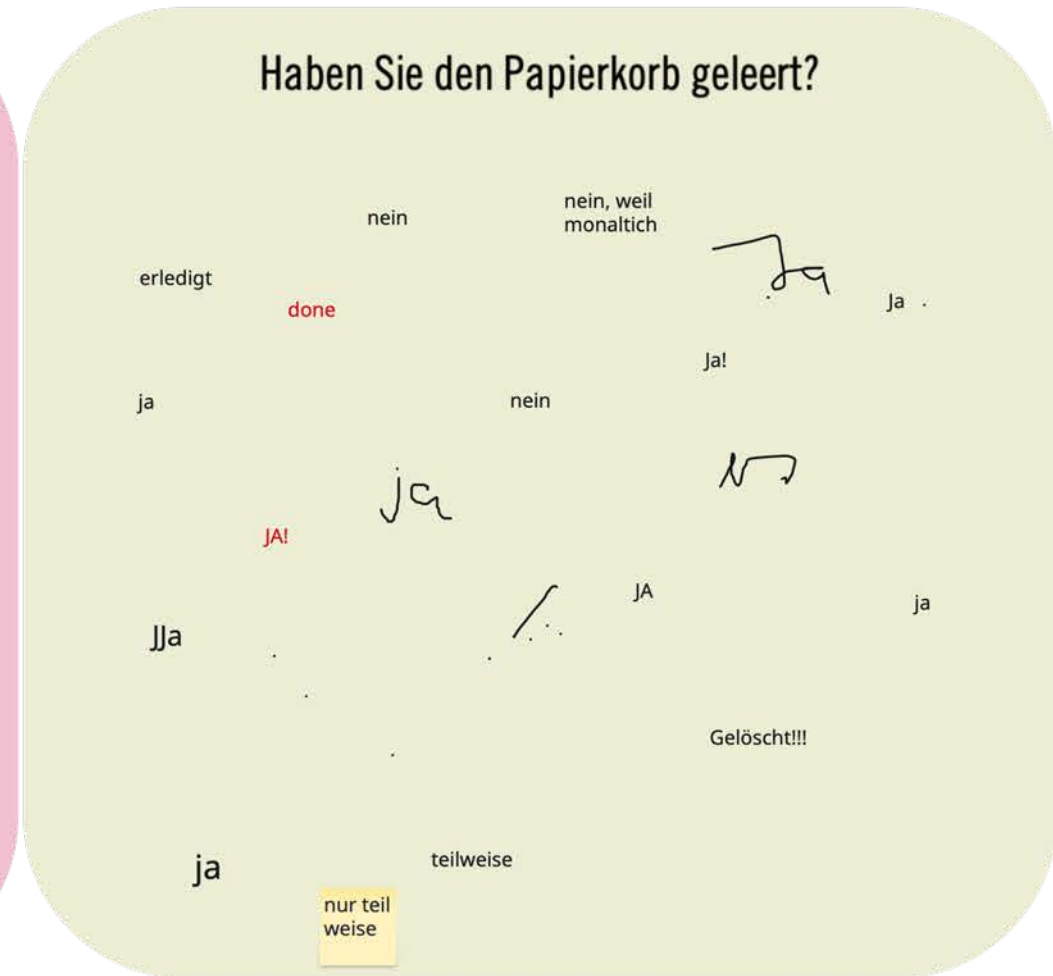 Haben Sie den Papierkorb geleert?
nein
nein, weil
monaltich
erledigt
done
Ja
Ja
Ja!
ja
nein
ja
JA!
JA
ja
JJa
Gelöscht!!!
ja
teilweise
nur teil
weise